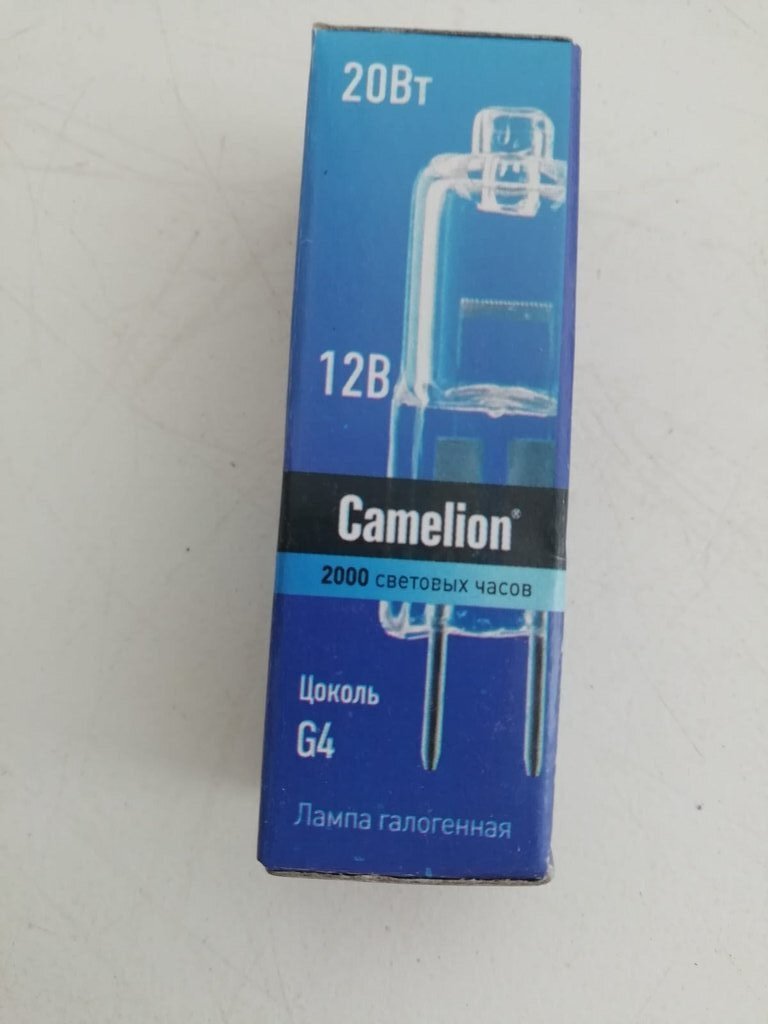 20Вт
12В
Camelion®
2000 световых часов
Цоколь
G4
Лампа галогенная